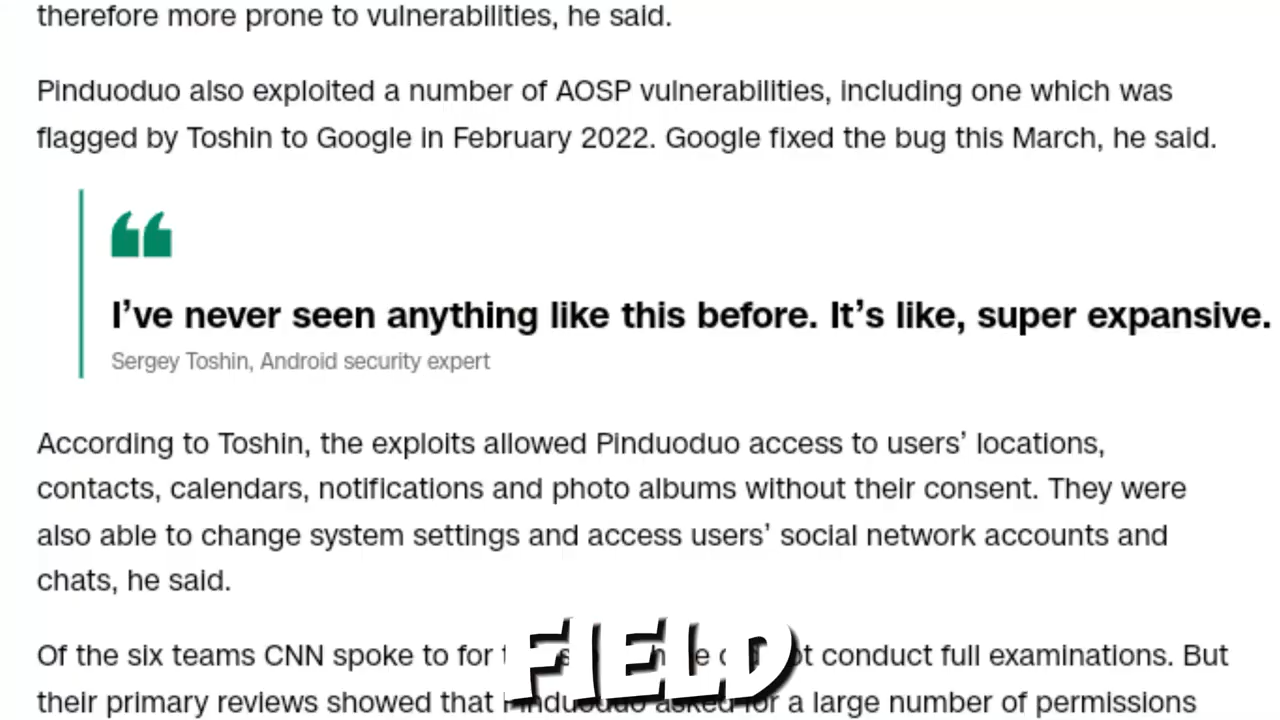 therefore more prone to vulnerabilities, he said.
Pinduoduo also exploited a number of AOSP vulnerabilities, including one which was
flagged by Toshin to Google in February 2022. Google fixed the bug this March, he said.
“
I’ve never seen anything like this before. It’s like, super expansive.
Sergey Toshin, Android security expert
According to Toshin, the exploits allowed Pinduoduo access to users’ locations,
contacts, calendars, notifications and photo albums without their consent. They were
also able to change system settings and access users’ social network accounts and
chats, he said.
Of the six teams CNN spoke to for conduct full examinations. But
their primary reviews showed that Pinduoduo asked for a large number of permissions
FIELD